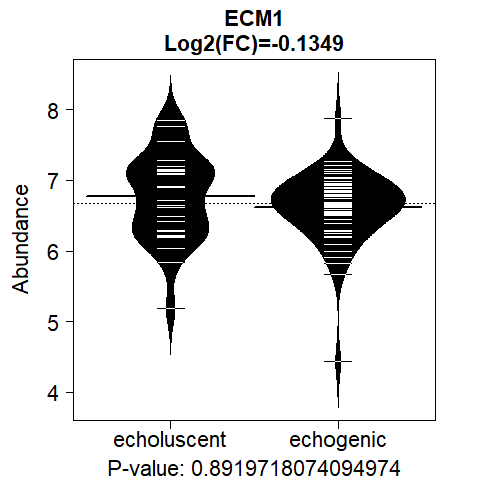 ECM1
Log2(FC)=-0.1349
Abundance
8
7
6
5
4
echoluscent echogenic
P-value: 0.8919718074094974